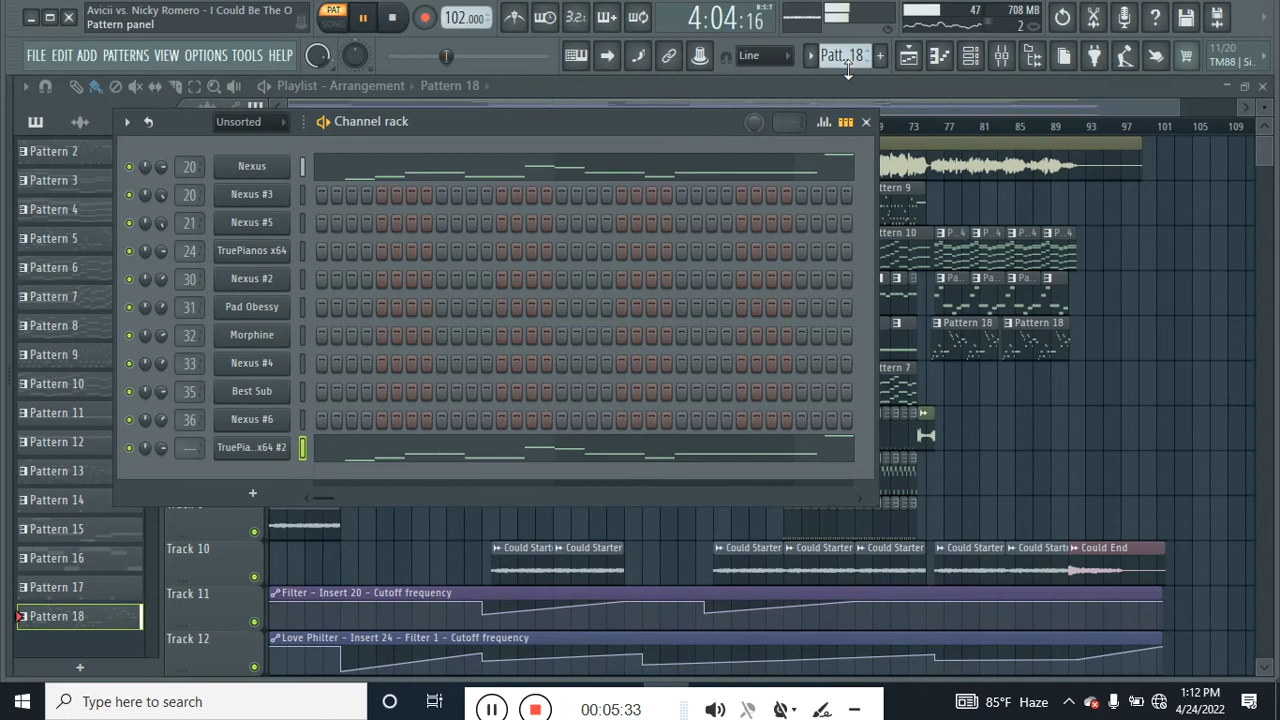 Avicii vs. Nicky Romero - I Could Be The O
Pattern panel
PAT
SONG
102.000
3.2.
4:04:16
B:S:T
47
708 MB
2
FILE EDIT ADD PATTERNS VIEW OPTIONS TOOLS HELP
Line
Patt. 18
+
11/20
TM88 | Si..
Playlist - Arrangement
Pattern 18
Unsorted
Channel rack
73 77 81 85 89 93 97 101 105 109
Pattern 2
Pattern 3
Pattern 4
Pattern 5
Pattern 6
Pattern 7
Pattern 8
Pattern 9
Pattern 10
Pattern 11
Pattern 12
Pattern 13
Pattern 14
Pattern 15
Pattern 16
Pattern 17
Pattern 18
+
20 Nexus
20 Nexus #3
21 Nexus #5
24 TruePianos x64
30 Nexus #2
31 Pad Obessy
32 Morphine
33 Nexus #4
35 Best Sub
36 Nexus #6
--- TruePia..x64 #2
+
ttern 9
ttern 10 P..4 P..4 P..4 P..4
Pa.. Pa..
Pattern 18 Pattern 18
ttern 7
Track 10
Could Starter Could Starter Could Starter Could Starter Could Starter Could Starter Could Starte Could End
Track 11
Filter - Insert 20 - Cutoff frequency
Track 12
Love Philter - Insert 24 - Filter 1 - Cutoff frequency
Type here to search
00:05:33
85°F Haze
1:12 PM
4/24/2022